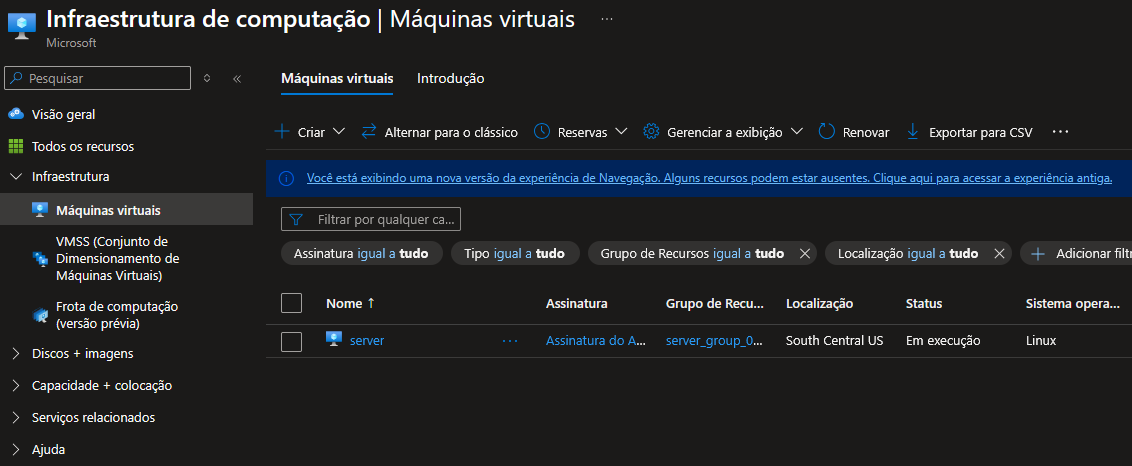 Infraestrutura de computação | Máquinas virtuais ...
Microsoft
Pesquisar
Visão geral
Todos os recursos
Infraestrutura
Máquinas virtuais
VMSS (Conjunto de
Dimensionamento de
Máquinas Virtuais)
Frota de computação
(versão prévia)
Discos + imagens
Capacidade + colocação
Serviços relacionados
Ajuda
Máquinas virtuais Introdução
Criar Alternar para o clássico Reservas Gerenciar a exibição Renovar Exportar para CSV ...
Você está exibindo uma nova versão da experiência de Navegação. Alguns recursos podem estar ausentes. Clique aqui para acessar a experiência antiga.
Filtrar por qualquer ca...
Assinatura igual a tudo Tipo igual a tudo Grupo de Recursos igual a tudo Localização igual a tudo Adicionar filtr
Nome ↑ Assinatura Grupo de Recu... Localização Status Sistema opera...
server ... Assinatura do A... server_group_0... South Central US Em execução Linux